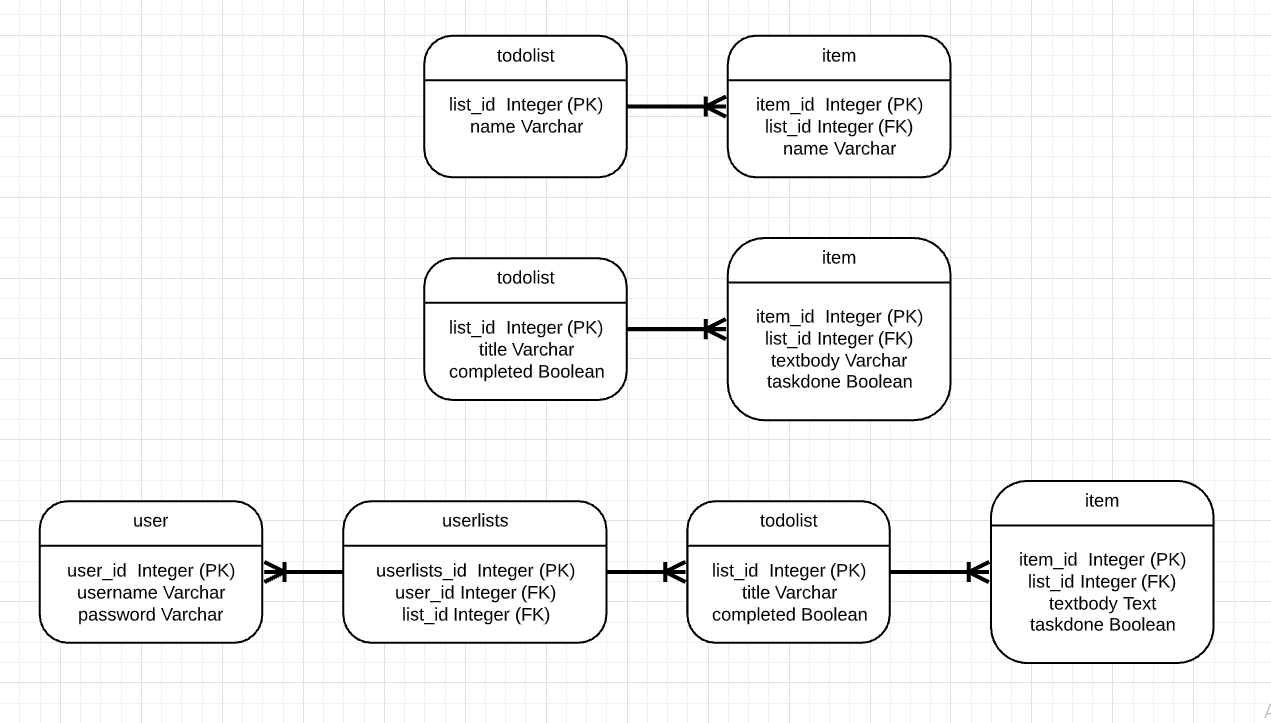 todolist
list_id Integer (PK)
name Varchar
item
item_id Integer (PK)
list_id Integer (FK)
name Varchar
todolist
list_id Integer (PK)
title Varchar
completed Boolean
item
item_id Integer (PK)
list_id Integer (FK)
textbody Varchar
taskdone Boolean
user
user_id Integer (PK)
username Varchar
password Varchar
userlists
userlists_id Integer (PK)
user_id Integer (FK)
list_id Integer (FK)
todolist
list_id Integer (PK)
title Varchar
completed Boolean
item
item_id Integer (PK)
list_id Integer (FK)
textbody Text
taskdone Boolean